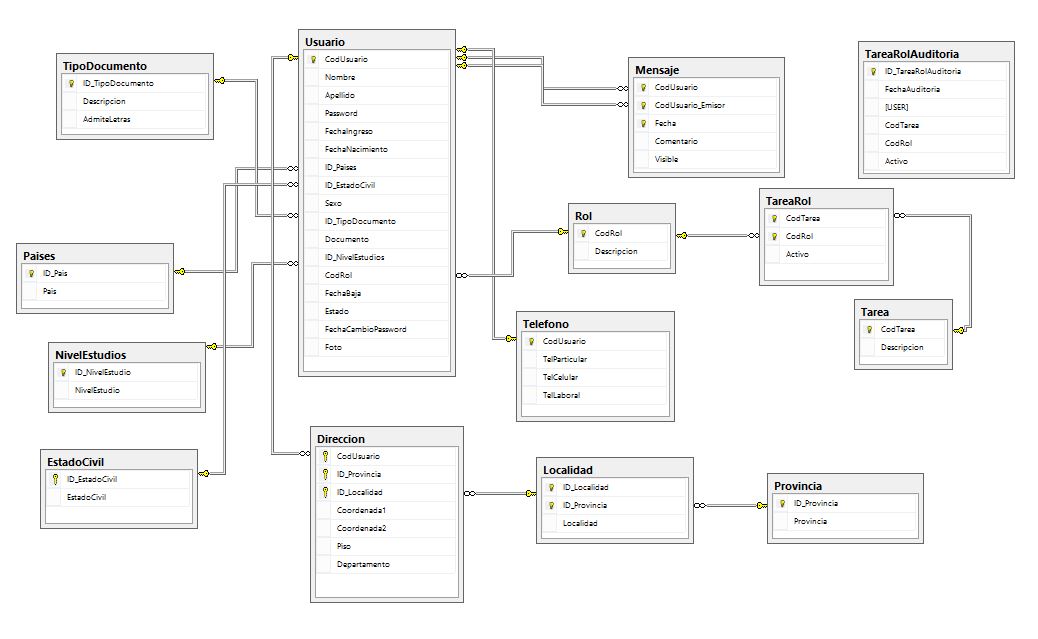 Usuario
CodUsuario
Nombre
Apellido
Password
FechaIngreso
FechaNacimiento
ID_Paises
ID_EstadoCivil
Sexo
ID_TipoDocumento
Documento
ID_NivelEstudios
CodRol
FechaBaja
Estado
FechaCambioPassword
Foto
TipoDocumento
ID_TipoDocumento
Descripcion
AdmiteLetras
Mensaje
CodUsuario
CodUsuario_Emisor
Fecha
Comentario
Visible
TareaRolAuditoria
ID_TareaRolAuditoria
FechaAuditoria
[USER]
CodTarea
CodRol
Activo
Rol
CodRol
Descripcion
TareaRol
CodTarea
CodRol
Activo
Paises
ID_Pais
Pais
Tarea
CodTarea
Descripcion
Telefono
CodUsuario
TelParticular
TelCelular
TelLaboral
NivelEstudios
ID_NivelEstudio
NivelEstudio
EstadoCivil
ID_EstadoCivil
EstadoCivil
Direccion
CodUsuario
ID_Provincia
ID_Localidad
Coordenada1
Coordenada2
Piso
Departamento
Localidad
ID_Localidad
ID_Provincia
Localidad
Provincia
ID_Provincia
Provincia